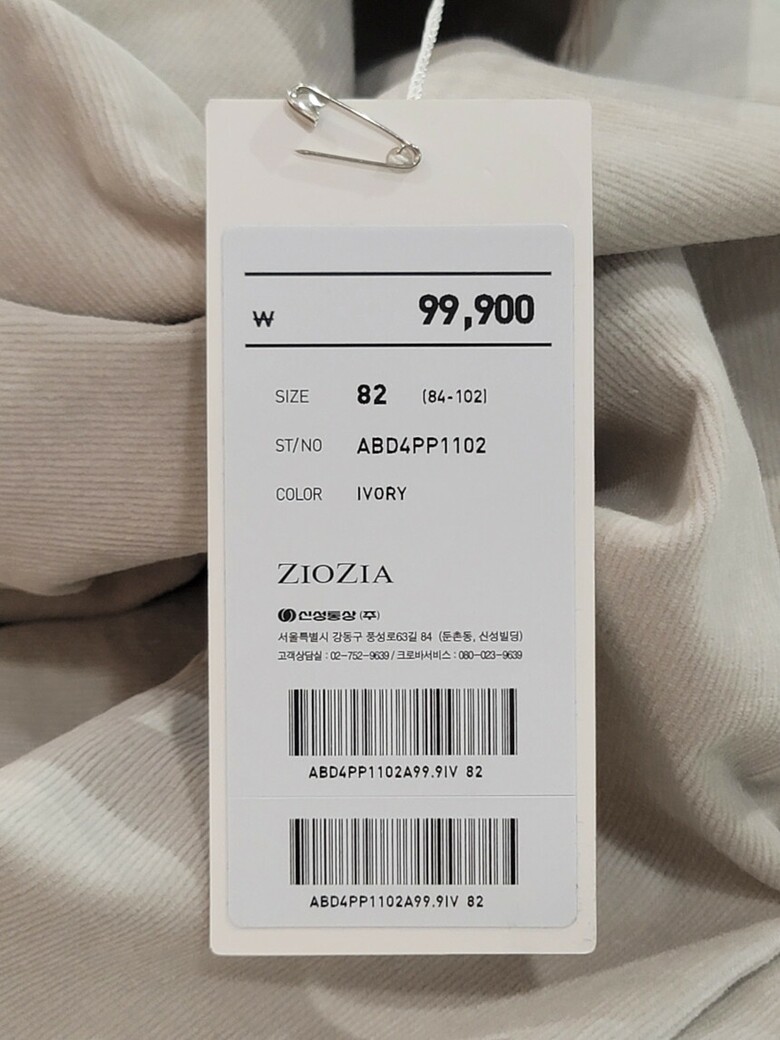 ₩ 99,900
SIZE 82 (84-102)
ST/NO ABD4PP1102
COLOR IVORY
ZIOZIA
신성통상 (주)
서울특별시 강동구 풍성로63길 84 (둔촌동, 신성빌딩)
고객상담실 : 02-752-9639 / 크로바서비스 : 080-023-9639
ABD4PP1102A99.9IV 82
ABD4PP1102A99.9IV 82